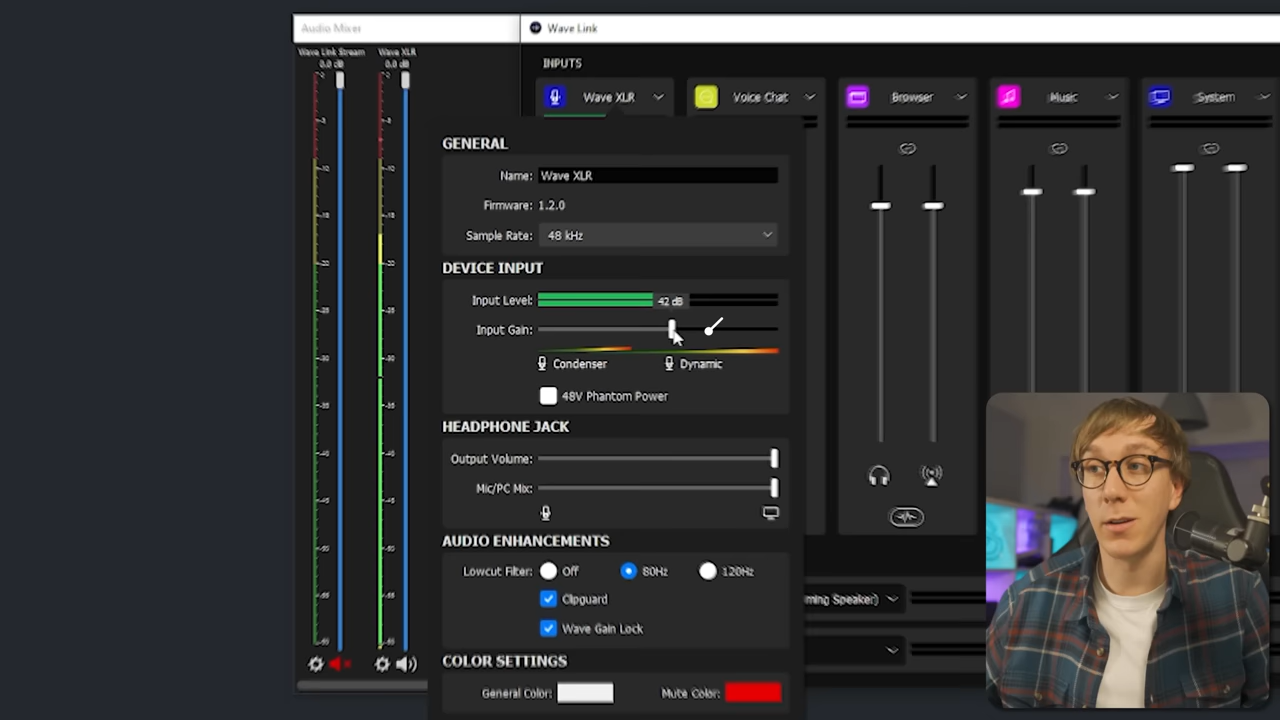 Audio Mixer
Wave Link
Wave Link Stream Wave XLR
0.0 dB 0.0 dB
INPUTS
Wave XLR Voice Chat Browser Music System
GENERAL
Name: Wave XLR
Firmware: 1.2.0
Sample Rate: 48 kHz
DEVICE INPUT
Input Level: 42 dB
Input Gain:
Condenser Dynamic
48V Phantom Power
HEADPHONE JACK
Output Volume:
Mic/PC Mix:
AUDIO ENHANCEMENTS
Lowcut Filter: Off 80Hz 120Hz
Clipguard
ming Speaker)
Wave Gain Lock
COLOR SETTINGS
General Color: Mute Color: